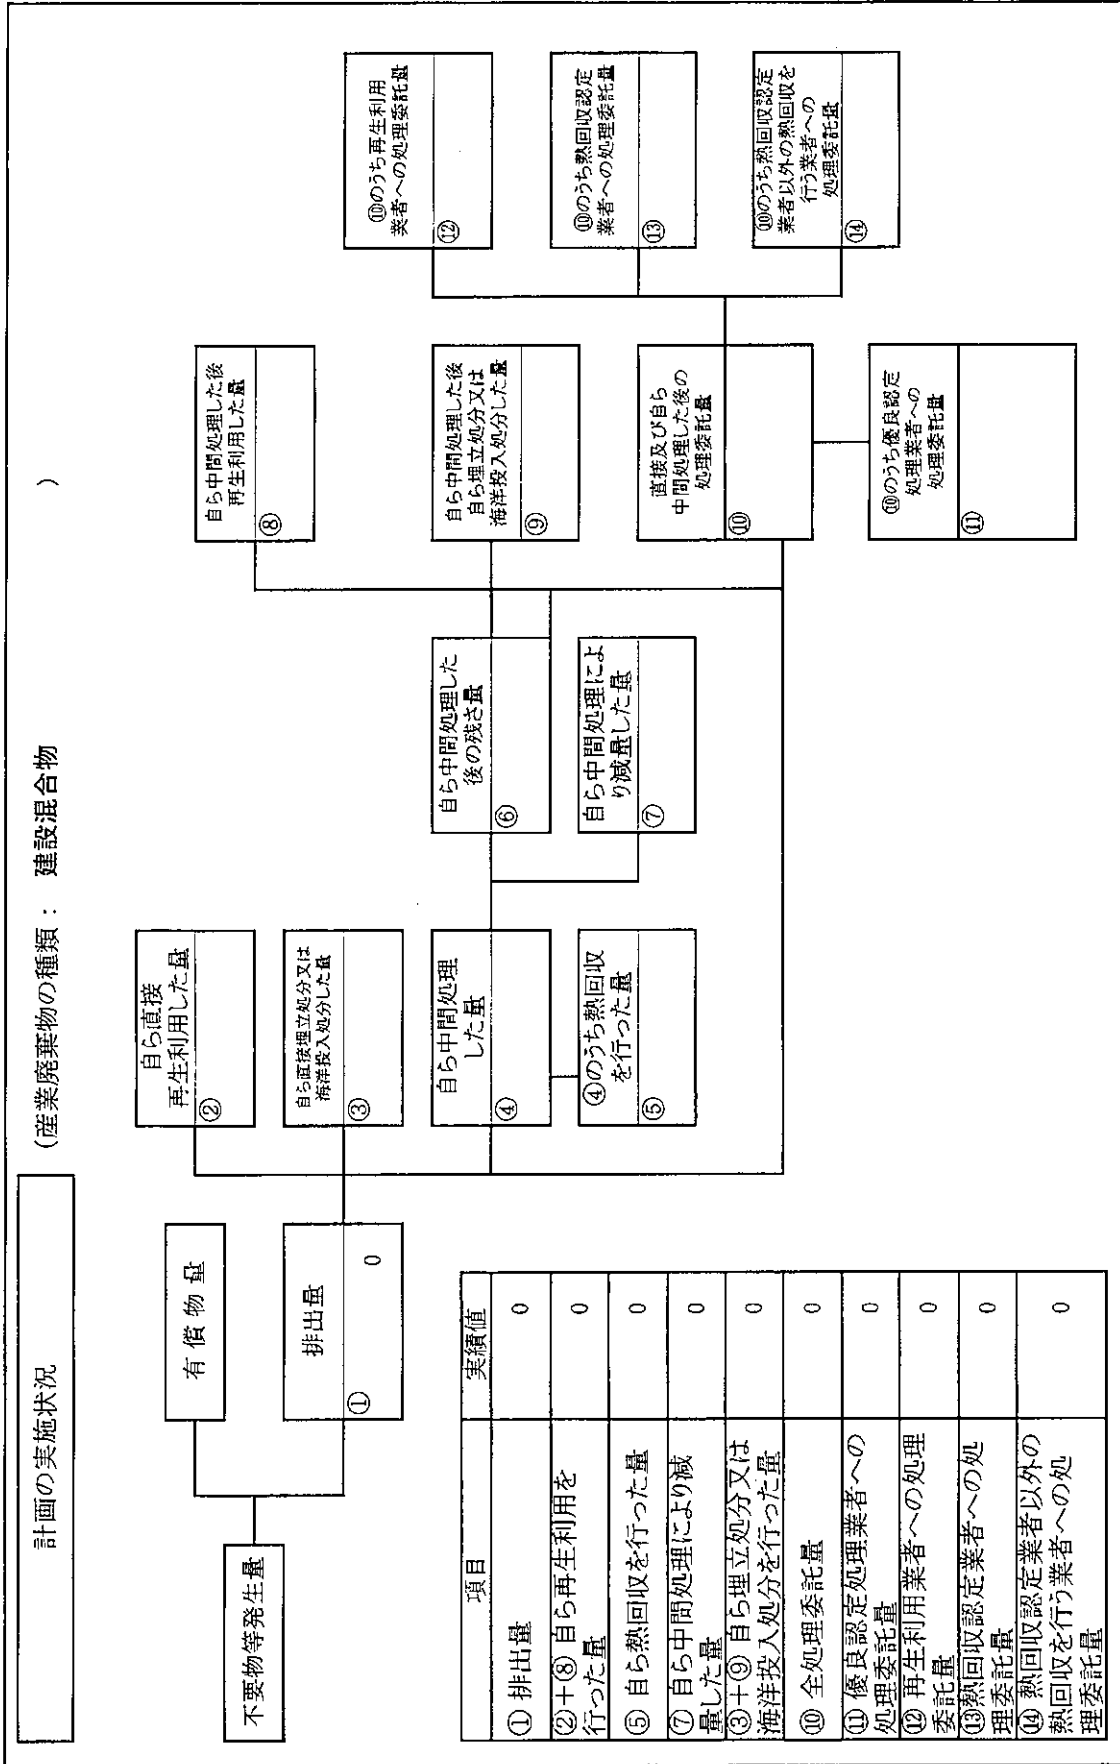 計画の実施状況
(産業廃棄物の種類： 建設混合物 )
不要物等発生量
有償物量
排出量
① 0
自ら直接
再生利用した量
②
自ら直接埋立処分又は
海洋投入処分した量
③
自ら中間処理
した量
④
④のうち熱回収
を行った量
⑤
自ら中間処理した
後の残さ量
⑥
自ら中間処理によ
り減量した量
⑦
自ら中間処理した後
再生利用した量
⑧
自ら中間処理した後
自ら埋立処分又は
海洋投入処分した量
⑨
直接及び自ら
中間処理した後の
処理委託量
⑩
⑩のうち優良認定
処理業者への
処理委託量
⑪
⑩のうち再生利用
業者への処理委託量
⑫
⑩のうち熱回収認定
業者への処理委託量
⑬
⑩のうち熱回収認定
業者以外の熱回収を
行う業者への
処理委託量
⑭
項目 実績値
① 排出量 0
②＋⑧ 自ら再生利用を
行った量 0
⑤ 自ら熱回収を行った量 0
⑦ 自ら中間処理により減
量した量 0
③＋⑨ 自ら埋立処分又は
海洋投入処分を行った量 0
⑩ 全処理委託量 0
⑪ 優良認定処理業者への
処理委託量 0
⑫ 再生利用業者への処理
委託量 0
⑬熱回収認定業者への処
理委託量 0
⑭ 熱回収認定業者以外の
熱回収を行う業者への処
理委託量 0